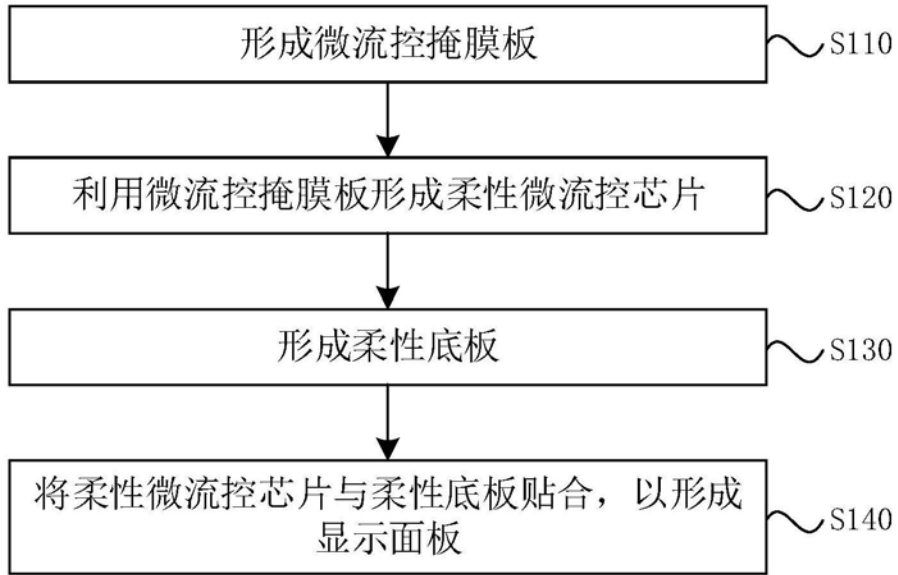 形成微流控掩膜板
S110
利用微流控掩膜板形成柔性微流控芯片
S120
形成柔性底板
S130
将柔性微流控芯片与柔性底板贴合，以形成
显示面板
S140